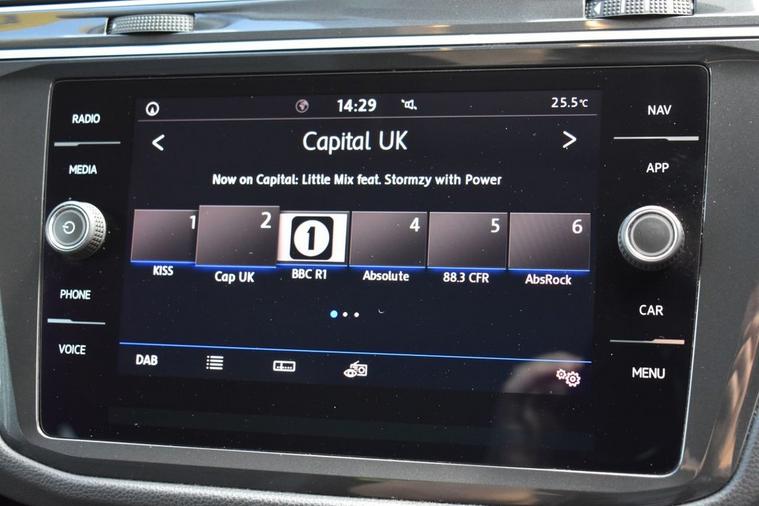 14:29
25.5°C
RADIO
NAV
Capital UK
MEDIA
APP
Now on Capital: Little Mix feat. Stormzy with Power
1 2 1 4 5 6
KISS Cap UK BBC R1 Absolute 88.3 CFR AbsRock
PHONE
CAR
VOICE
DAB
MENU